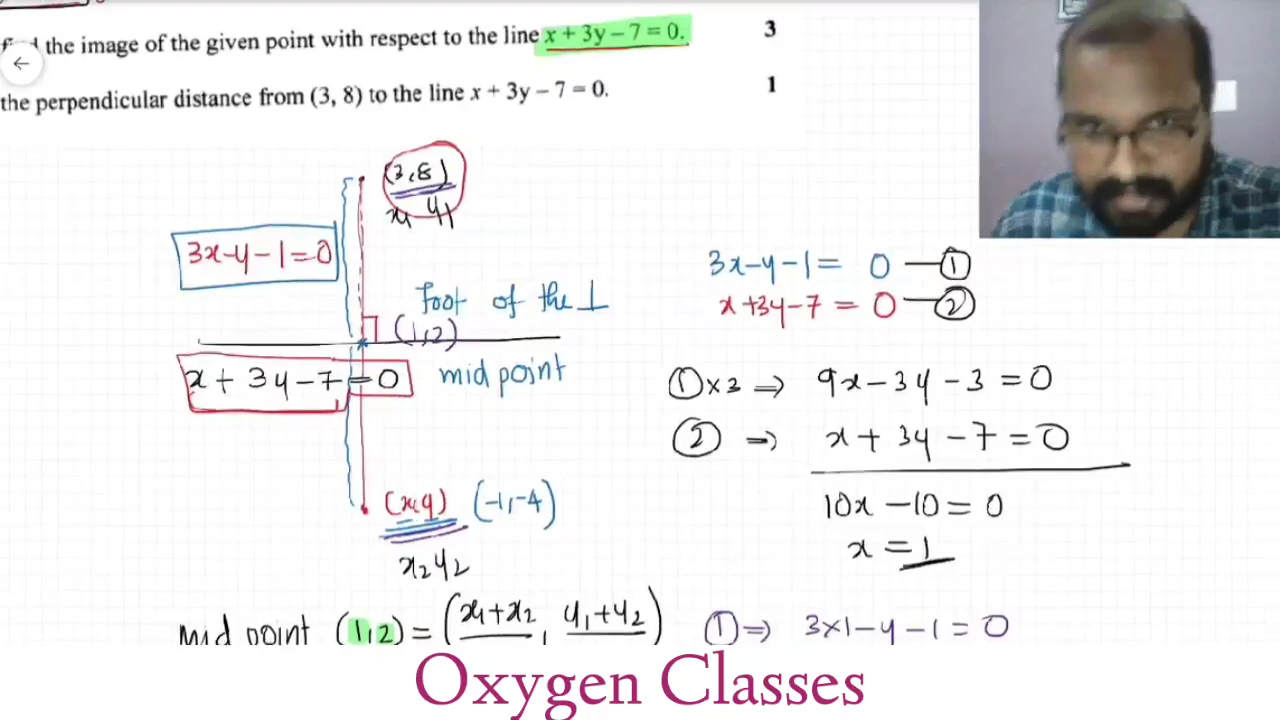 the image of the given point with respect to the line x + 3y – 7 = 0. 3
the perpendicular distance from (3, 8) to the line x + 3y – 7 = 0. 1
(3,8)
x1 y1
3x-y-1=0
foot of the ⊥
(1,2)
x + 3y-7=0
mid point
(x,y) (-1,-4)
x2 y2
mid point (1,2) = (x1+x2, y1+y2)
3x-y-1= 0 —①
x+3y-7 = 0 —②
①×3 ⇒ 9x-3y-3=0
② ⇒ x+3y-7=0
10x-10=0
x = 1
①⇒ 3×1-y-1=0
Oxygen Classes